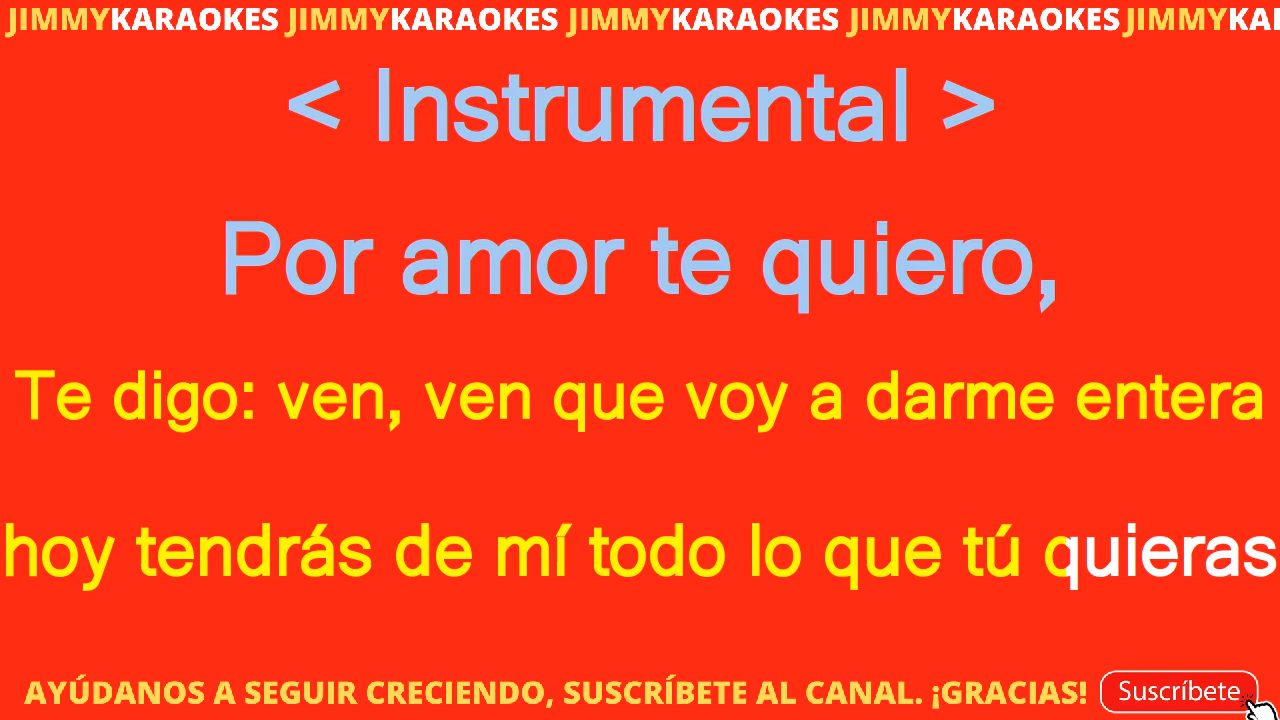 JIMMYKARAOKES JIMMYKARAOKES JIMMYKARAOKES JIMMYKARAOKES JIMMYKAI
< Instrumental >
Por amor te quiero,
Te digo: ven, ven que voy a darme entera
hoy tendrás de mí todo lo que tú quieras
AYÚDANOS A SEGUIR CRECIENDO, SUSCRÍBETE AL CANAL. ¡GRACIAS! Suscríbete